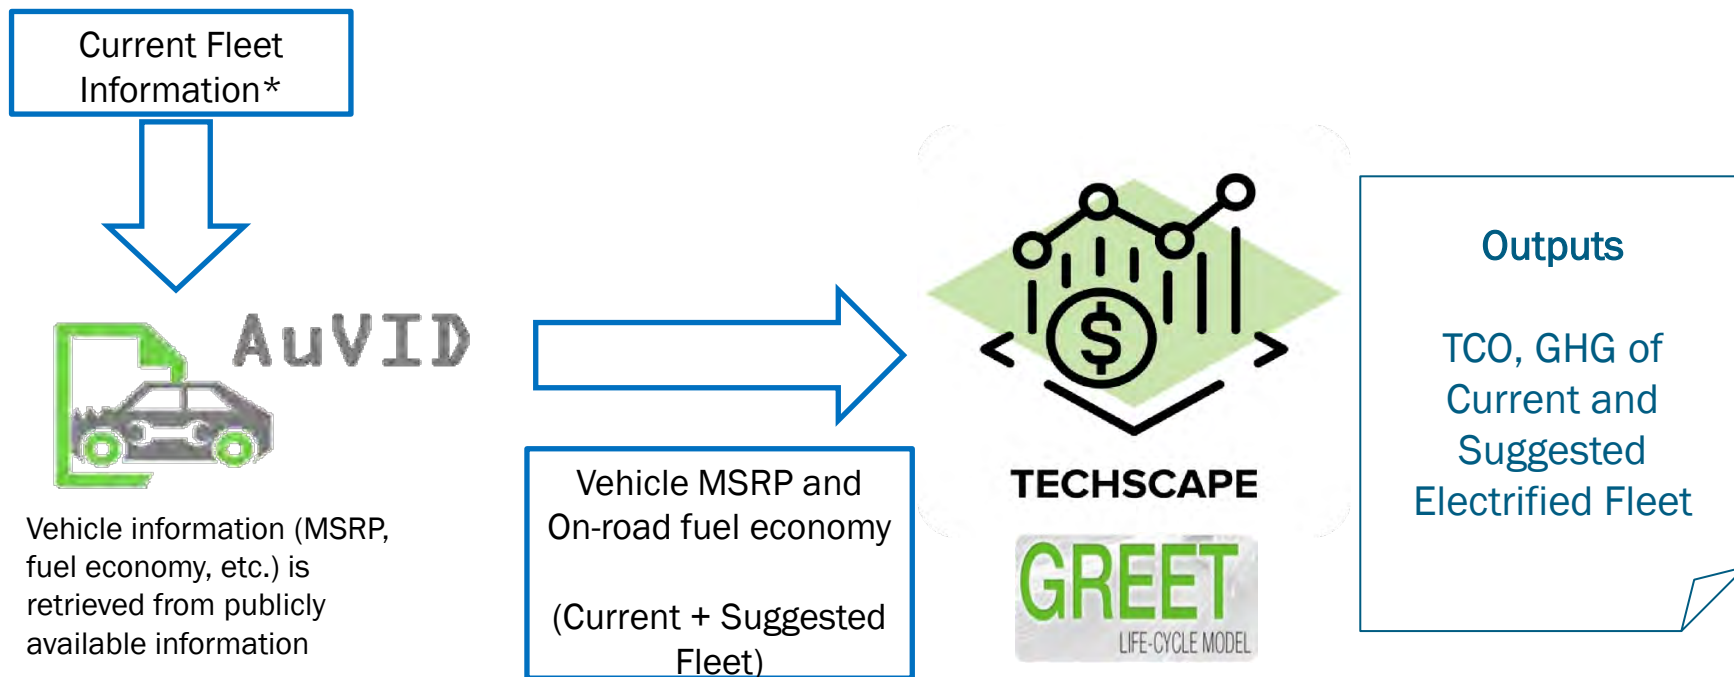 Current Fleet
Information*
AuVID
Vehicle information (MSRP,
fuel economy, etc.) is
retrieved from publicly
available information
Vehicle MSRP and
On-road fuel economy
(Current + Suggested
Fleet)
$
TECHSCAPE
GREET
LIFE-CYCLE MODEL
Outputs
TCO, GHG of
Current and
Suggested
Electrified Fleet